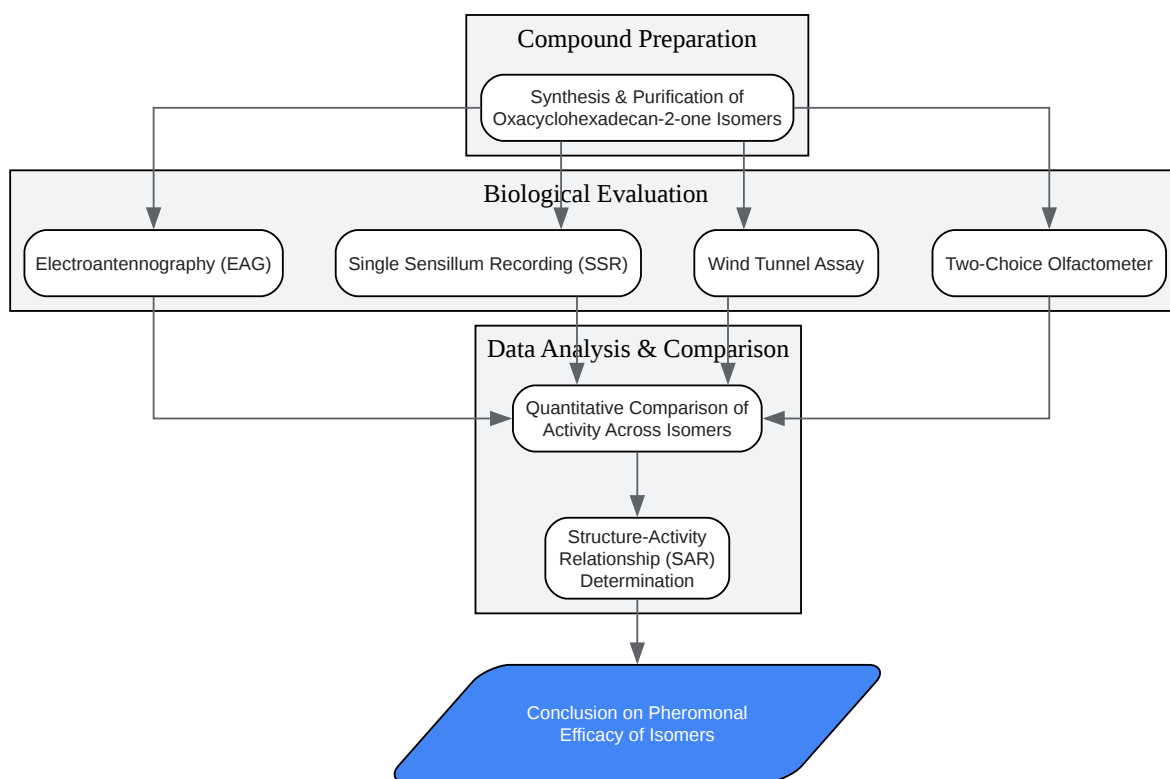 Compound Preparation
Synthesis & Purification of
Oxacyclohexadecan-2-one Isomers
Biological Evaluation
Electroantennography (EAG)
Single Sensillum Recording (SSR)
Wind Tunnel Assay
Two-Choice Olfactometer
Data Analysis & Comparison
Quantitative Comparison of
Activity Across Isomers
Structure-Activity
Relationship (SAR)
Determination
Conclusion on Pheromonal
Efficacy of Isomers